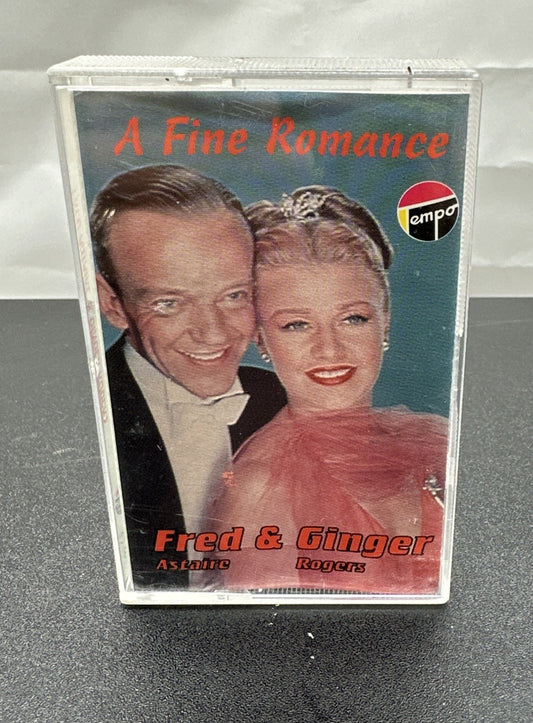 A Fine Romance
Tempo
Fred & Ginger
Astaire Rogers